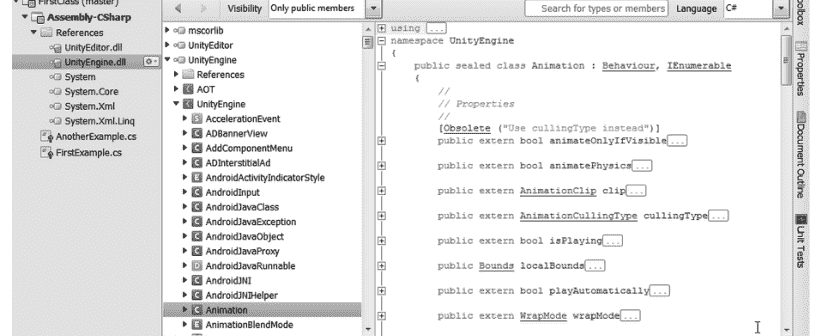 FirstClass (master)
Assembly-CSharp
References
UnityEditor.dll
UnityEngine.dll
System
System.Core
System.Xml
System.Xml.Linq
AnotherExample.cs
FirstExample.cs
Visibility Only public members
Search for types or members
Language C#
mscorlib
UnityEditor
UnityEngine
References
AOT
UnityEngine
AccelerationEvent
ADBannerView
AddComponentMenu
ADInterstitialAd
AndroidActivityIndicatorStyle
AndroidInput
AndroidJavaClass
AndroidJavaException
AndroidJavaObject
AndroidJavaProxy
AndroidJavaRunnable
AndroidJNI
AndroidJNIHelper
Animation
AnimationBlendMode
using ...
namespace UnityEngine
{
public sealed class Animation : Behaviour, IEnumerable
{
//
// Properties
//
[Obsolete ("Use cullingType instead")]
public extern bool animateOnlyIfVisible...
public extern bool animatePhysics...
public extern AnimationClip clip...
public extern AnimationCullingType cullingType...
public extern bool isPlaying...
public Bounds localBounds...
public extern bool playAutomatically...
public extern WrapMode wrapMode...
Properties
Document Outline
Unit Tests